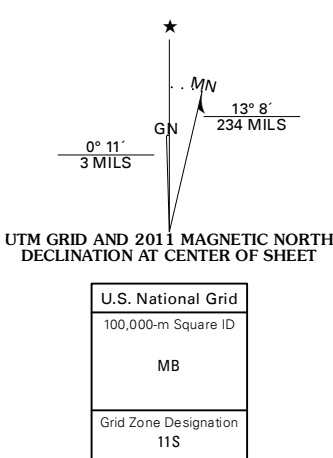 ★
MN
GN
13° 8´
234 MILS
0° 11´
3 MILS
UTM GRID AND 2011 MAGNETIC NORTH
DECLINATION AT CENTER OF SHEET
U.S. National Grid
100,000-m Square ID
MB
Grid Zone Designation
11S